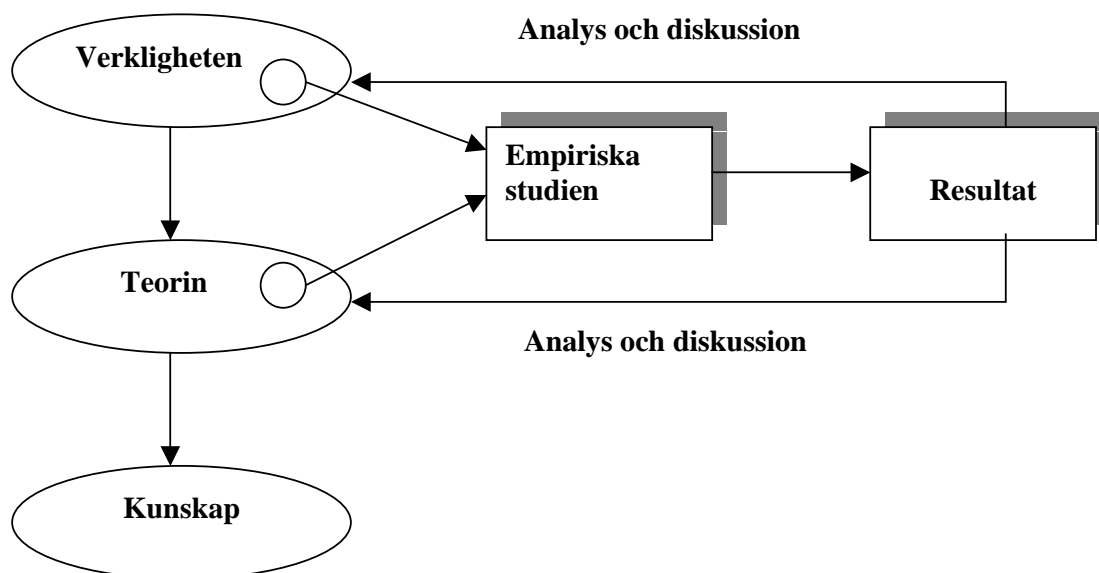 Analys och diskussion
Verkligheten
Empiriska
studien
Resultat
Teorin
Analys och diskussion
Kunskap